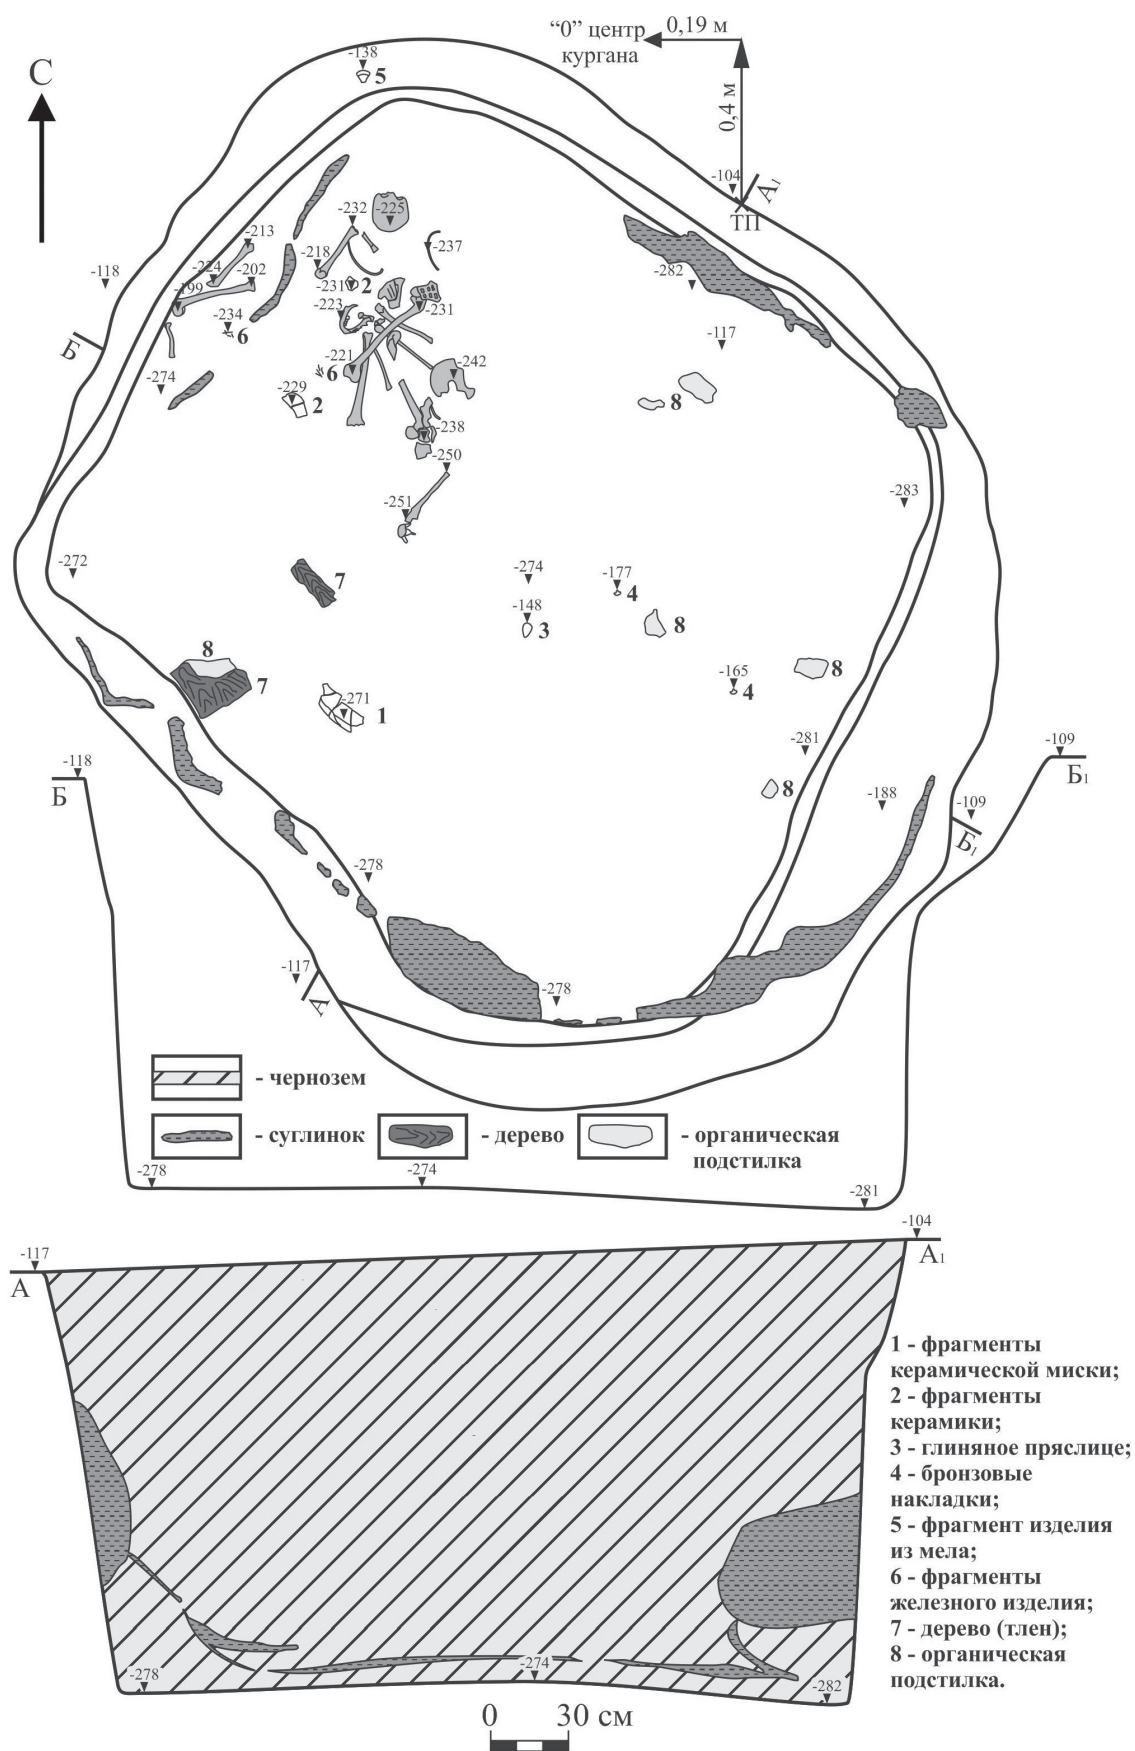 “0” центр
кургана
0,19 м
0,4 м
С
-138
5
-104
А₁
ТП
-232
-225
-213
-218
-237
-224
-202
-118
-199
-231
2
-282
-223
-231
-234
6
-117
Б
-221
6
-242
-274
-229
2
8
-238
-250
-251
-283
-272
7
-274
-177
4
-148
3
8
8
7
-165
4
8
-271
1
-281
-118
Б
-109
Б₁
8
-188
-109
Б₁
-278
-117
А
-278
- чернозем
- суглинок
- дерево
- органическая
подстилка
-278
-274
-281
-117
А
-104
А₁
1 - фрагменты
керамической миски;
2 - фрагменты
керамики;
3 - глиняное пряслице;
4 - бронзовые
накладки;
5 - фрагмент изделия
из мела;
6 - фрагменты
железного изделия;
7 - дерево (тлен);
8 - органическая
подстилка.
-278
-274
-282
0 30 см